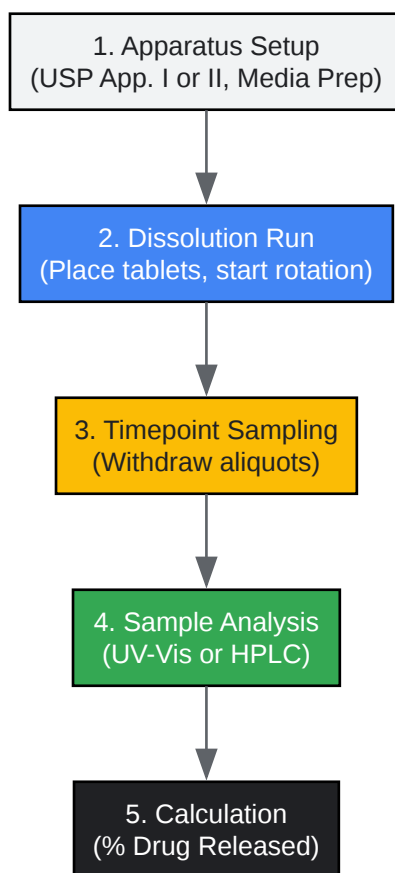 1. Apparatus Setup
(USP App. I or II, Media Prep)
2. Dissolution Run
(Place tablets, start rotation)
3. Timepoint Sampling
(Withdraw aliquots)
4. Sample Analysis
(UV-Vis or HPLC)
5. Calculation
(% Drug Released)